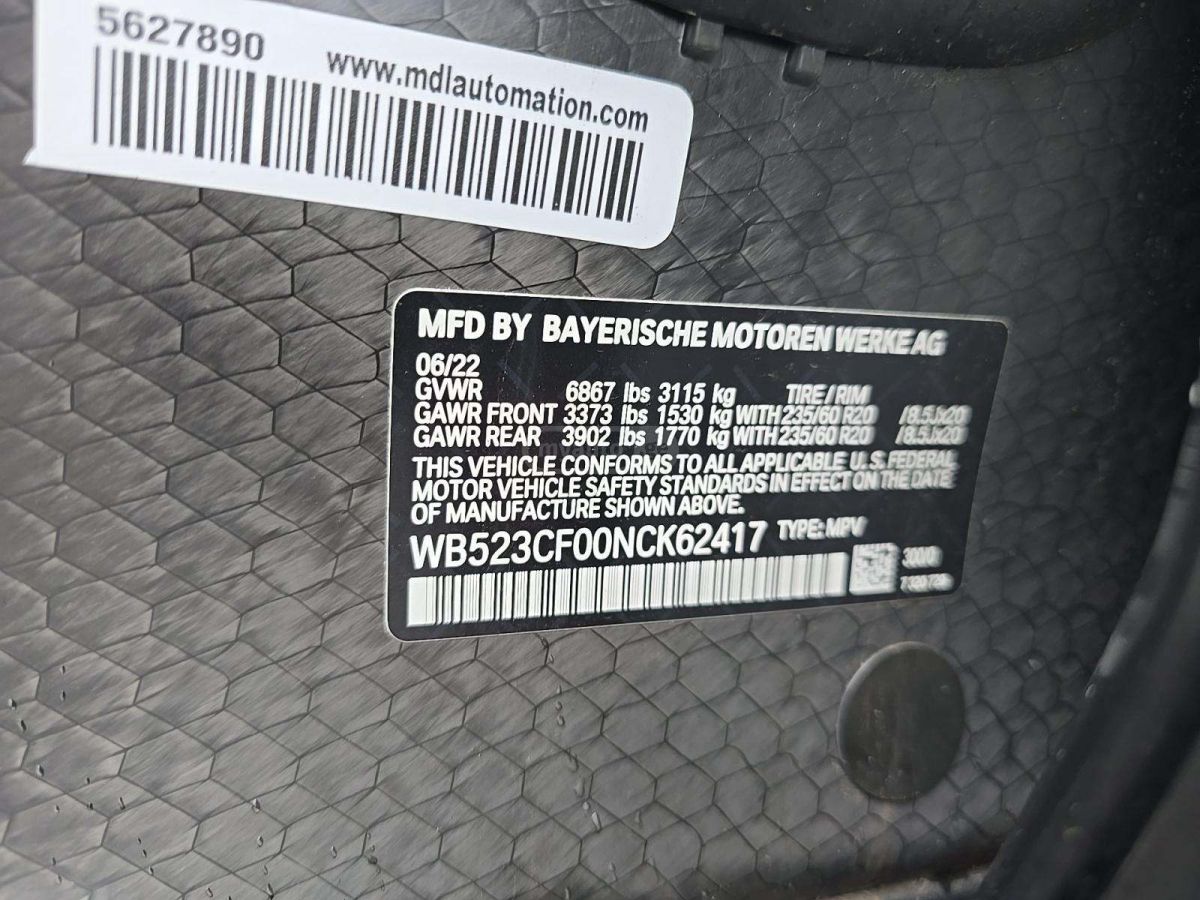 5627890
www.mdlautomation.com
MFD BY BAYERISCHE MOTOREN WERKE AG
06/22
GVWR 6867 lbs 3115 kg TIRE/RIM
GAWR FRONT 3373 lbs 1530 kg WITH 235/60 R20 /8.5Jx20
GAWR REAR 3902 lbs 1770 kg WITH 235/60 R20 /8.5Jx20
THIS VEHICLE CONFORMS TO ALL APPLICABLE U.S. FEDERAL
MOTOR VEHICLE SAFETY STANDARDS IN EFFECT ON THE DATE
OF MANUFACTURE SHOWN ABOVE.
WB523CF00NCK62417 TYPE: MPV